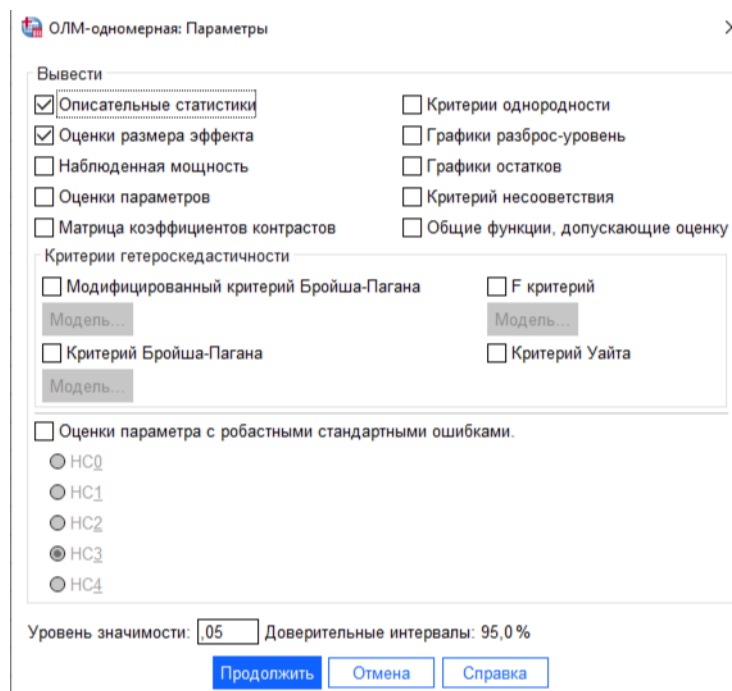 ОЛМ-одномерная: Параметры
Вывести
Описательные статистики
Критерии однородности
Оценки размера эффекта
Графики разброс-уровень
Наблюденная мощность
Графики остатков
Оценки параметров
Критерий несооветствия
Матрица коэффициентов контрастов
Общие функции, допускающие оценку
Критерии гетероскедастичности
Модифицированный критерий Бройша-Пагана
F критерий
Модель...
Модель...
Критерий Бройша-Пагана
Критерий Уайта
Модель...
Оценки параметра с робастными стандартными ошибками.
HC0
HC1
HC2
HC3
HC4
Уровень значимости: ,05 Доверительные интервалы: 95,0 %
Продолжить Отмена Справка